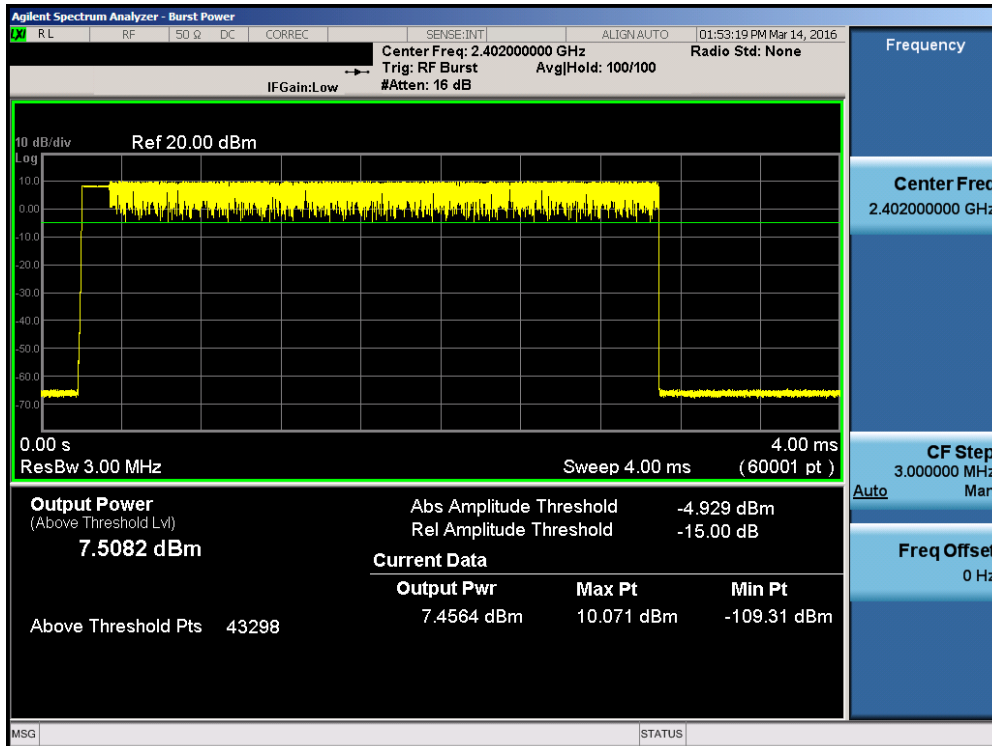 Agilent Spectrum Analyzer - Burst Power
LXI RL RF 50 Ω DC CORREC SENSE:INT ALIGN AUTO 01:53:19 PM Mar 14, 2016
Center Freq: 2.402000000 GHz Radio Std: None
Trig: RF Burst Avg|Hold: 100/100
IFGain:Low #Atten: 16 dB
10 dB/div Ref 20.00 dBm
Log
10.0
0.00
-10.0
-20.0
-30.0
-40.0
-50.0
-60.0
-70.0
0.00 s 4.00 ms
ResBw 3.00 MHz Sweep 4.00 ms (60001 pt)
Output Power
(Above Threshold Lvl)
7.5082 dBm
Above Threshold Pts 43298
Abs Amplitude Threshold -4.929 dBm
Rel Amplitude Threshold -15.00 dB
Current Data
Output Pwr Max Pt Min Pt
7.4564 dBm 10.071 dBm -109.31 dBm
MSG STATUS
Frequency
Center Freq
2.402000000 GHz
CF Step
3.000000 MHz
Auto Man
Freq Offset
0 Hz